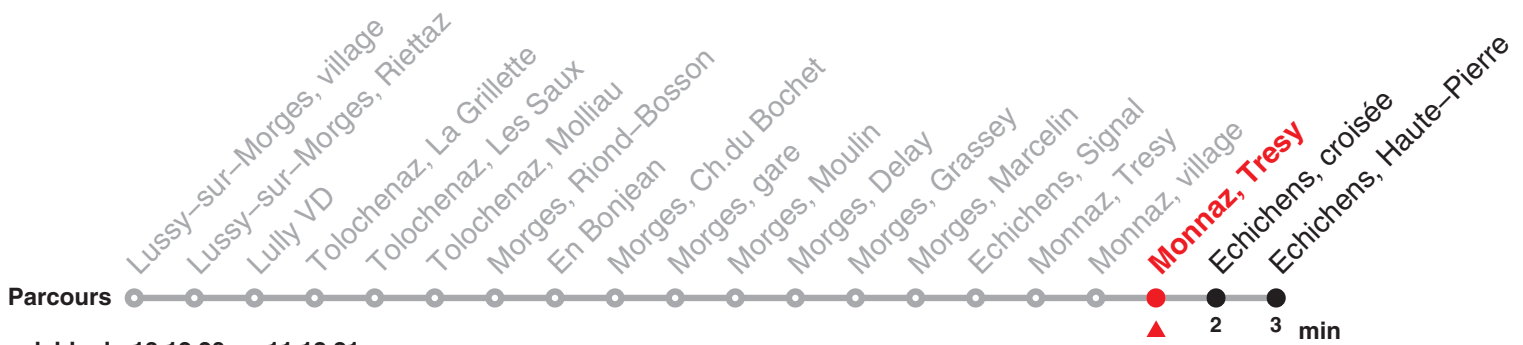 Lussy–sur–Morges, village
Lussy–sur–Morges, Riettaz
Lully VD
Tolochenaz, La Grillette
Tolochenaz, Les Saux
Tolochenaz, Molliau
Morges, Riond–Bosson
En Bonjean
Morges, Ch.du Bochet
Morges, gare
Morges, Moulin
Morges, Delay
Morges, Grassey
Morges, Marcelin
Echichens, Signal
Monnaz, Tresy
Monnaz, village
Monnaz, Tresy
Echichens, croisée
Echichens, Haute–Pierre
Parcours
2 3 min